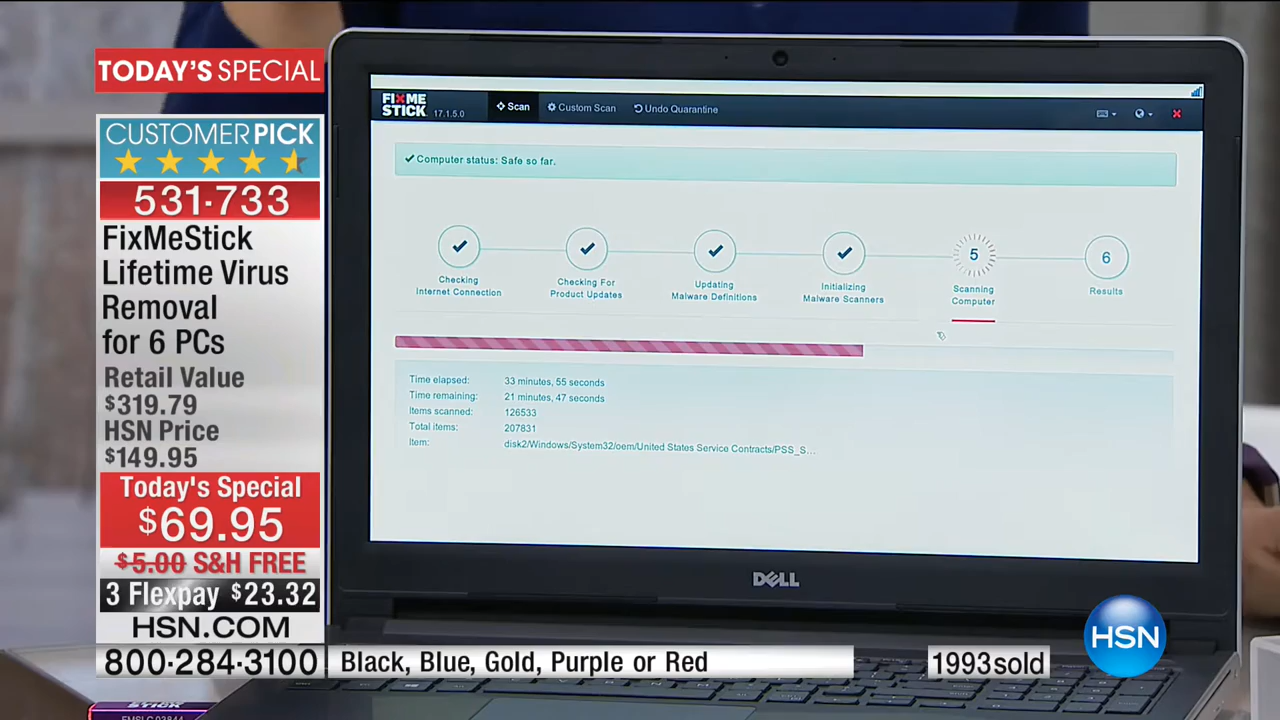 TODAY'S SPECIAL
CUSTOMER PICK
531·733
FixMeStick
Lifetime Virus
Removal
for 6 PCs
Retail Value
$319.79
HSN Price
$149.95
Today's Special
$69.95
$5.00 S&H FREE
3 Flexpay $23.32
HSN.COM
800·284·3100
Black, Blue, Gold, Purple or Red
1993sold
HSN
FIXME
STICK 17.1.5.0
Scan
Custom Scan
Undo Quarantine
Computer status: Safe so far.
Checking
Internet Connection
Checking For
Product Updates
Updating
Malware Definitions
Initializing
Malware Scanners
5
Scanning
Computer
6
Results
Time elapsed: 33 minutes, 55 seconds
Time remaining: 21 minutes, 47 seconds
Items scanned: 126533
Total items: 207831
Item: disk2/Windows/System32/oem/United States Service Contracts/PSS_S...
DELL
STICK